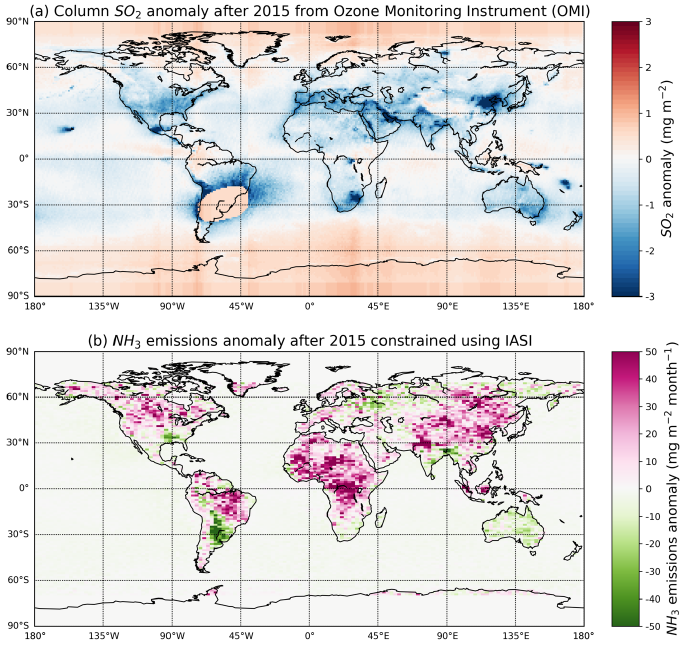 (a) Column SO₂ anomaly after 2015 from Ozone Monitoring Instrument (OMI)
90°N
60°N
30°N
0°
30°S
60°S
90°S
180° 135°W 90°W 45°W 0° 45°E 90°E 135°E 180°
3
2
1
0
-1
-2
-3
SO₂ anomaly (mg m⁻²)
(b) NH₃ emissions anomaly after 2015 constrained using IASI
90°N
60°N
30°N
0°
30°S
60°S
90°S
180° 135°W 90°W 45°W 0° 45°E 90°E 135°E 180°
50
40
30
20
10
0
-10
-20
-30
-40
-50
NH₃ emissions anomaly (mg m⁻² month⁻¹)